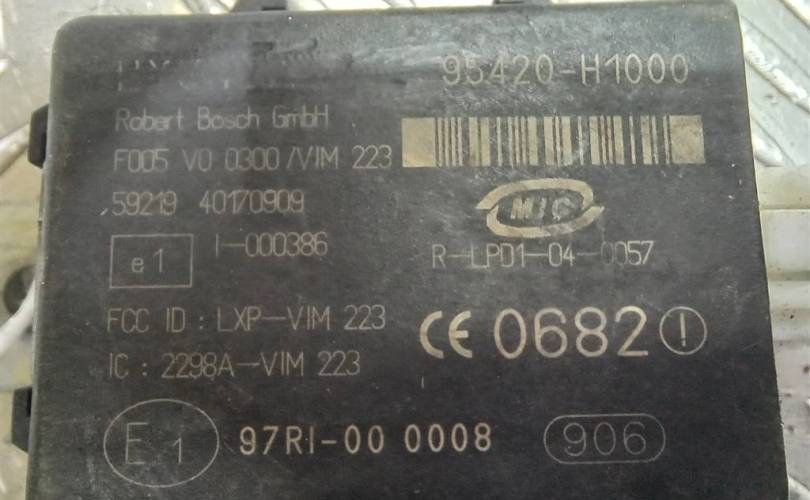 95420-H1000
Robert Bosch GmbH
F005 V0 0300 /VIM 223
59219 40170909
MIC
e1 I-000386
R-LPD1-04-0057
FCC ID : LXP-VIM 223
CE 0682 !
IC : 2298A-VIM 223
E1 97RI-00 0008 906